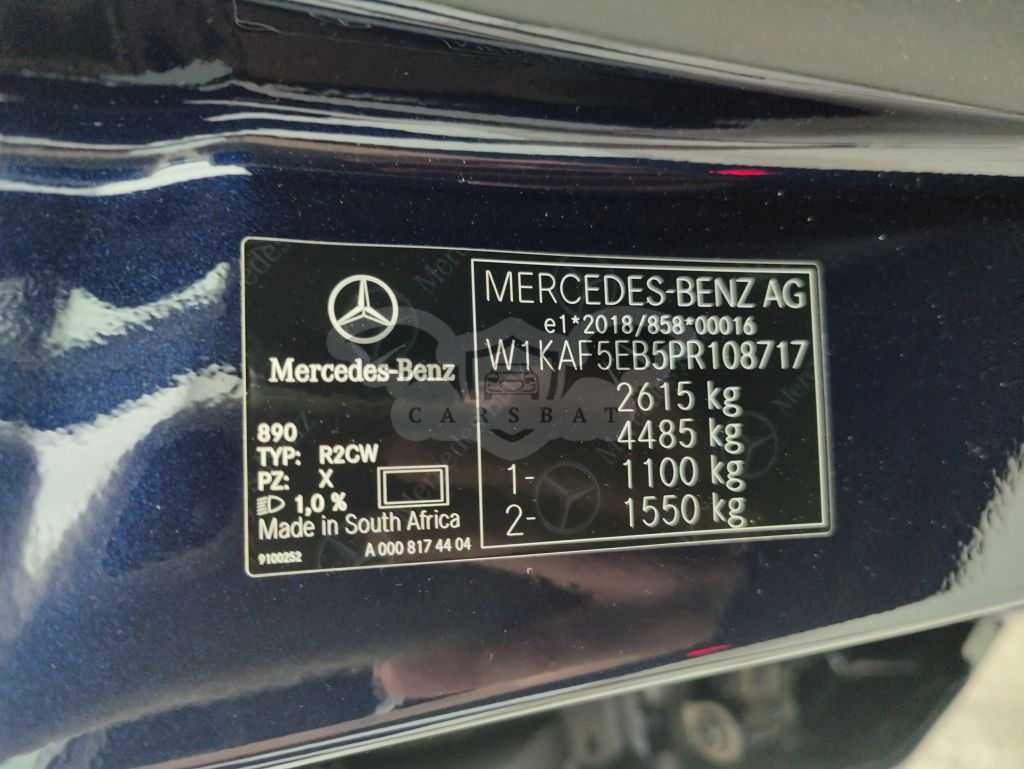 Mercedes-Benz
890
TYP: R2CW
PZ: X
1,0 %
Made in South Africa
9100252 A 000 817 44 04
MERCEDES-BENZ AG
e1*2018/858*00016
W1KAF5EB5PR108717
2615 kg
4485 kg
1- 1100 kg
2- 1550 kg
CARSBAT